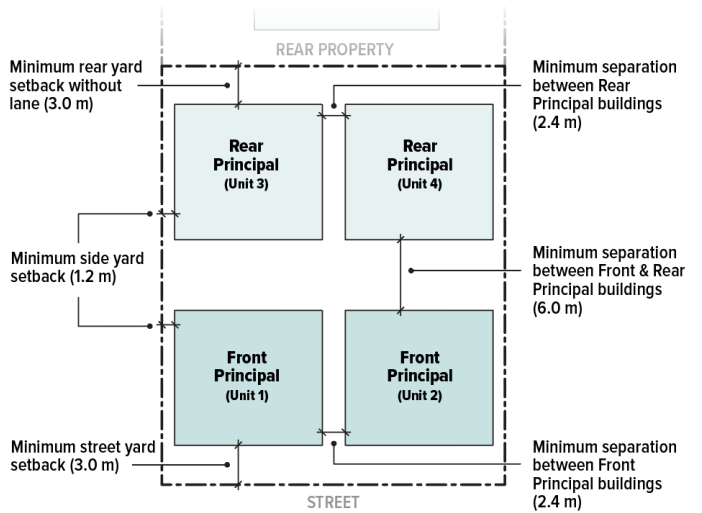 REAR PROPERTY
Minimum rear yard
setback without
lane (3.0 m)
Minimum separation
between Rear
Principal buildings
(2.4 m)
Rear
Principal
(Unit 3)
Rear
Principal
(Unit 4)
Minimum side yard
setback (1.2 m)
Minimum separation
between Front & Rear
Principal buildings
(6.0 m)
Front
Principal
(Unit 1)
Front
Principal
(Unit 2)
Minimum street yard
setback (3.0 m)
Minimum separation
between Front
Principal buildings
(2.4 m)
STREET